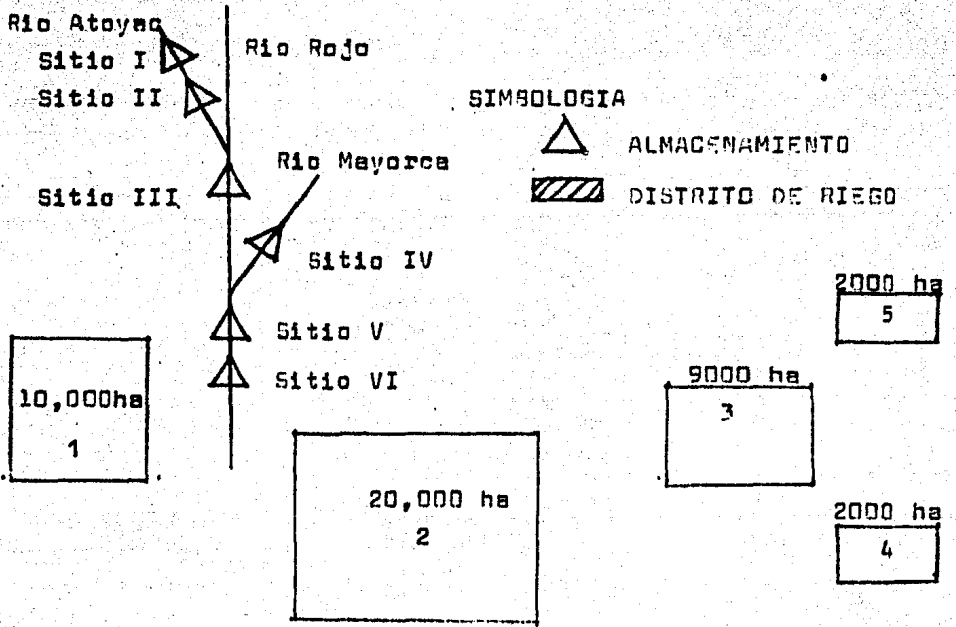 Rio Atoyac
Rio Rojo
Sitio I
Sitio II
SIMBOLOGIA
ALMACENAMIENTO
Rio Mayorca
Sitio III
DISTRITO DE RIEGO
Sitio IV
2000 ha
5
Sitio V
Sitio VI
9000 ha
3
10,000ha
1
20,000 ha
2
2000 ha
4